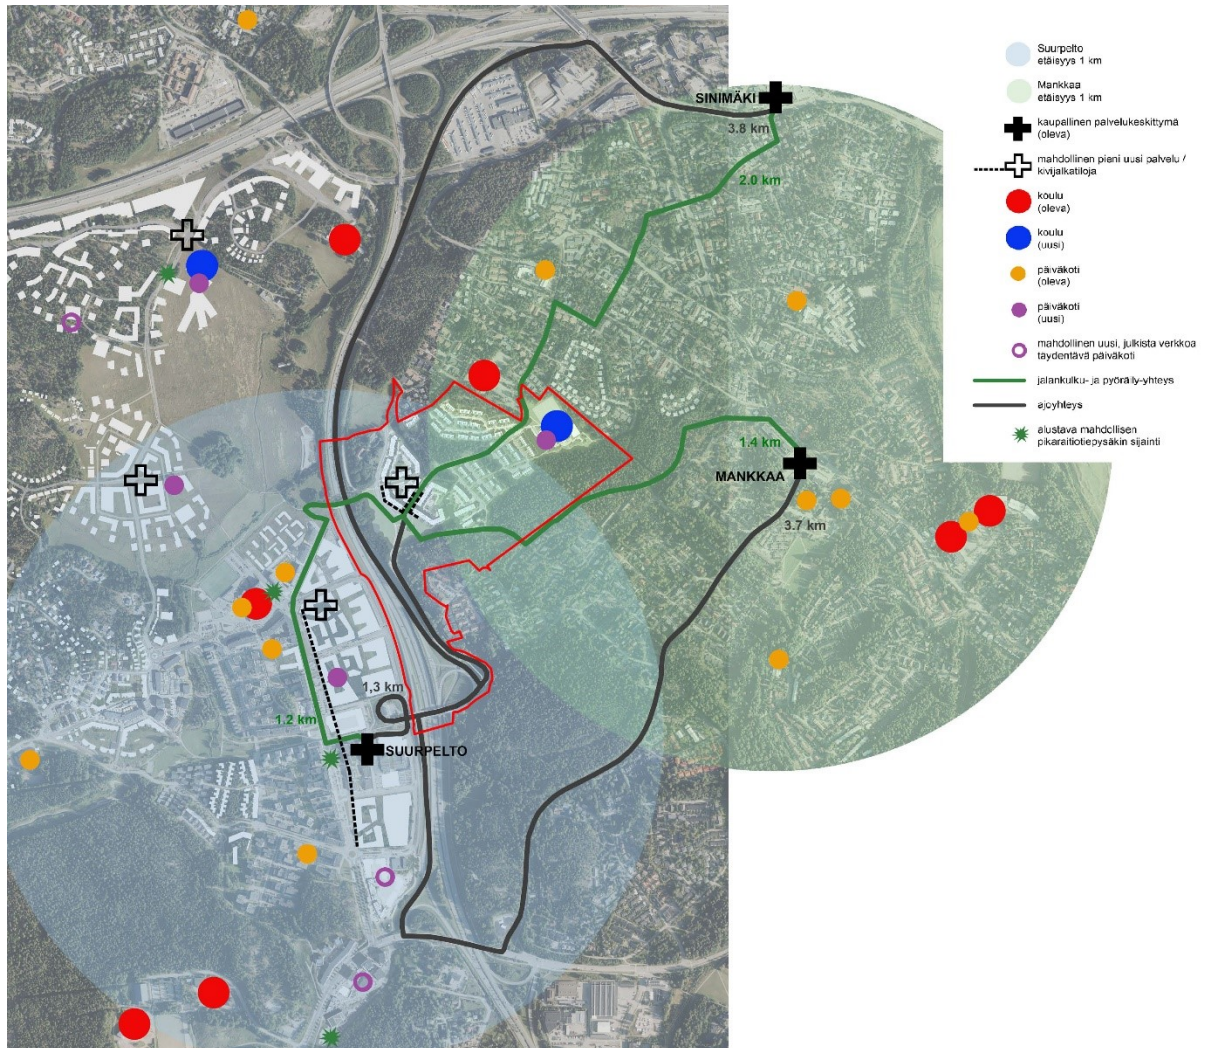 SINIMÄKI
3.8 km
2.0 km
1.4 km
MANKKAA
3.7 km
1,3 km
1.2 km
SUURPELTO
Suurpelto
etäisyys 1 km
Mankkaa
etäisyys 1 km
kaupallinen palvelukeskittymä
(oleva)
mahdollinen pieni uusi palvelu /
kivijalkatiloja
koulu
(oleva)
koulu
(uusi)
päiväkoti
(oleva)
päiväkoti
(uusi)
mahdollinen uusi, julkista verkkoa
täydentävä päiväkoti
jalankulku- ja pyöräily-yhteys
ajoyhteys
alustava mahdollisen
pikaraitiotiepysäkin sijainti